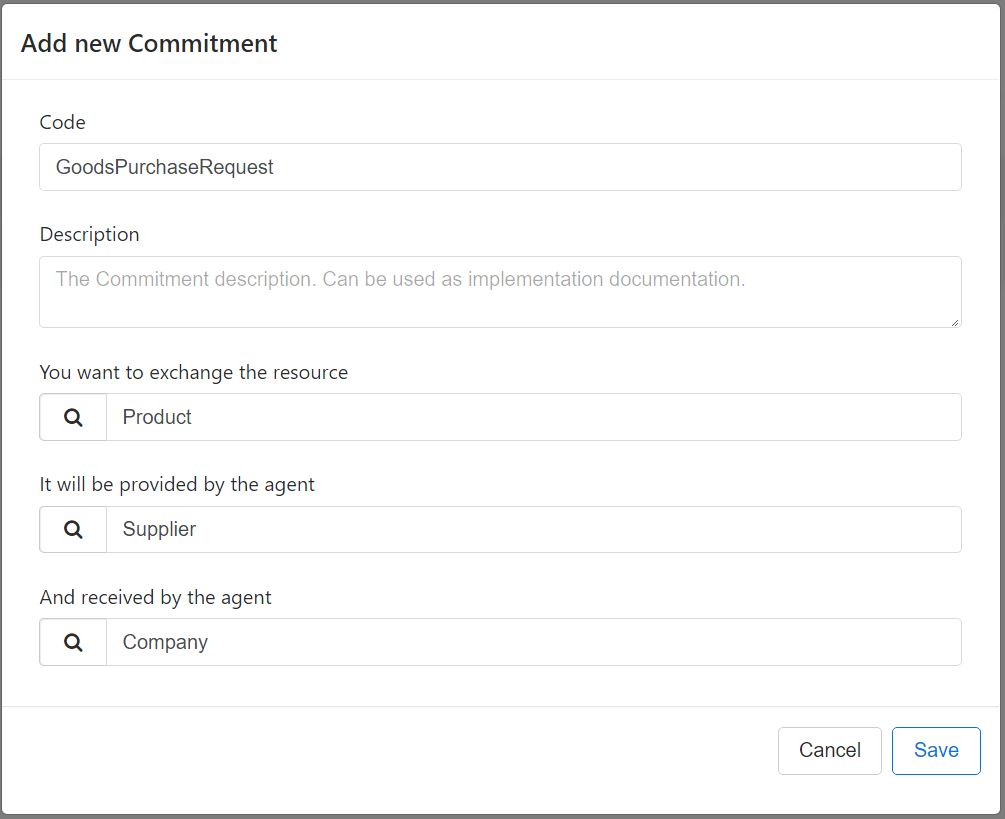 Add new Commitment
Code
GoodsPurchaseRequest
Description
The Commitment description. Can be used as implementation documentation.
You want to exchange the resource
Product
It will be provided by the agent
Supplier
And received by the agent
Company
Cancel
Save